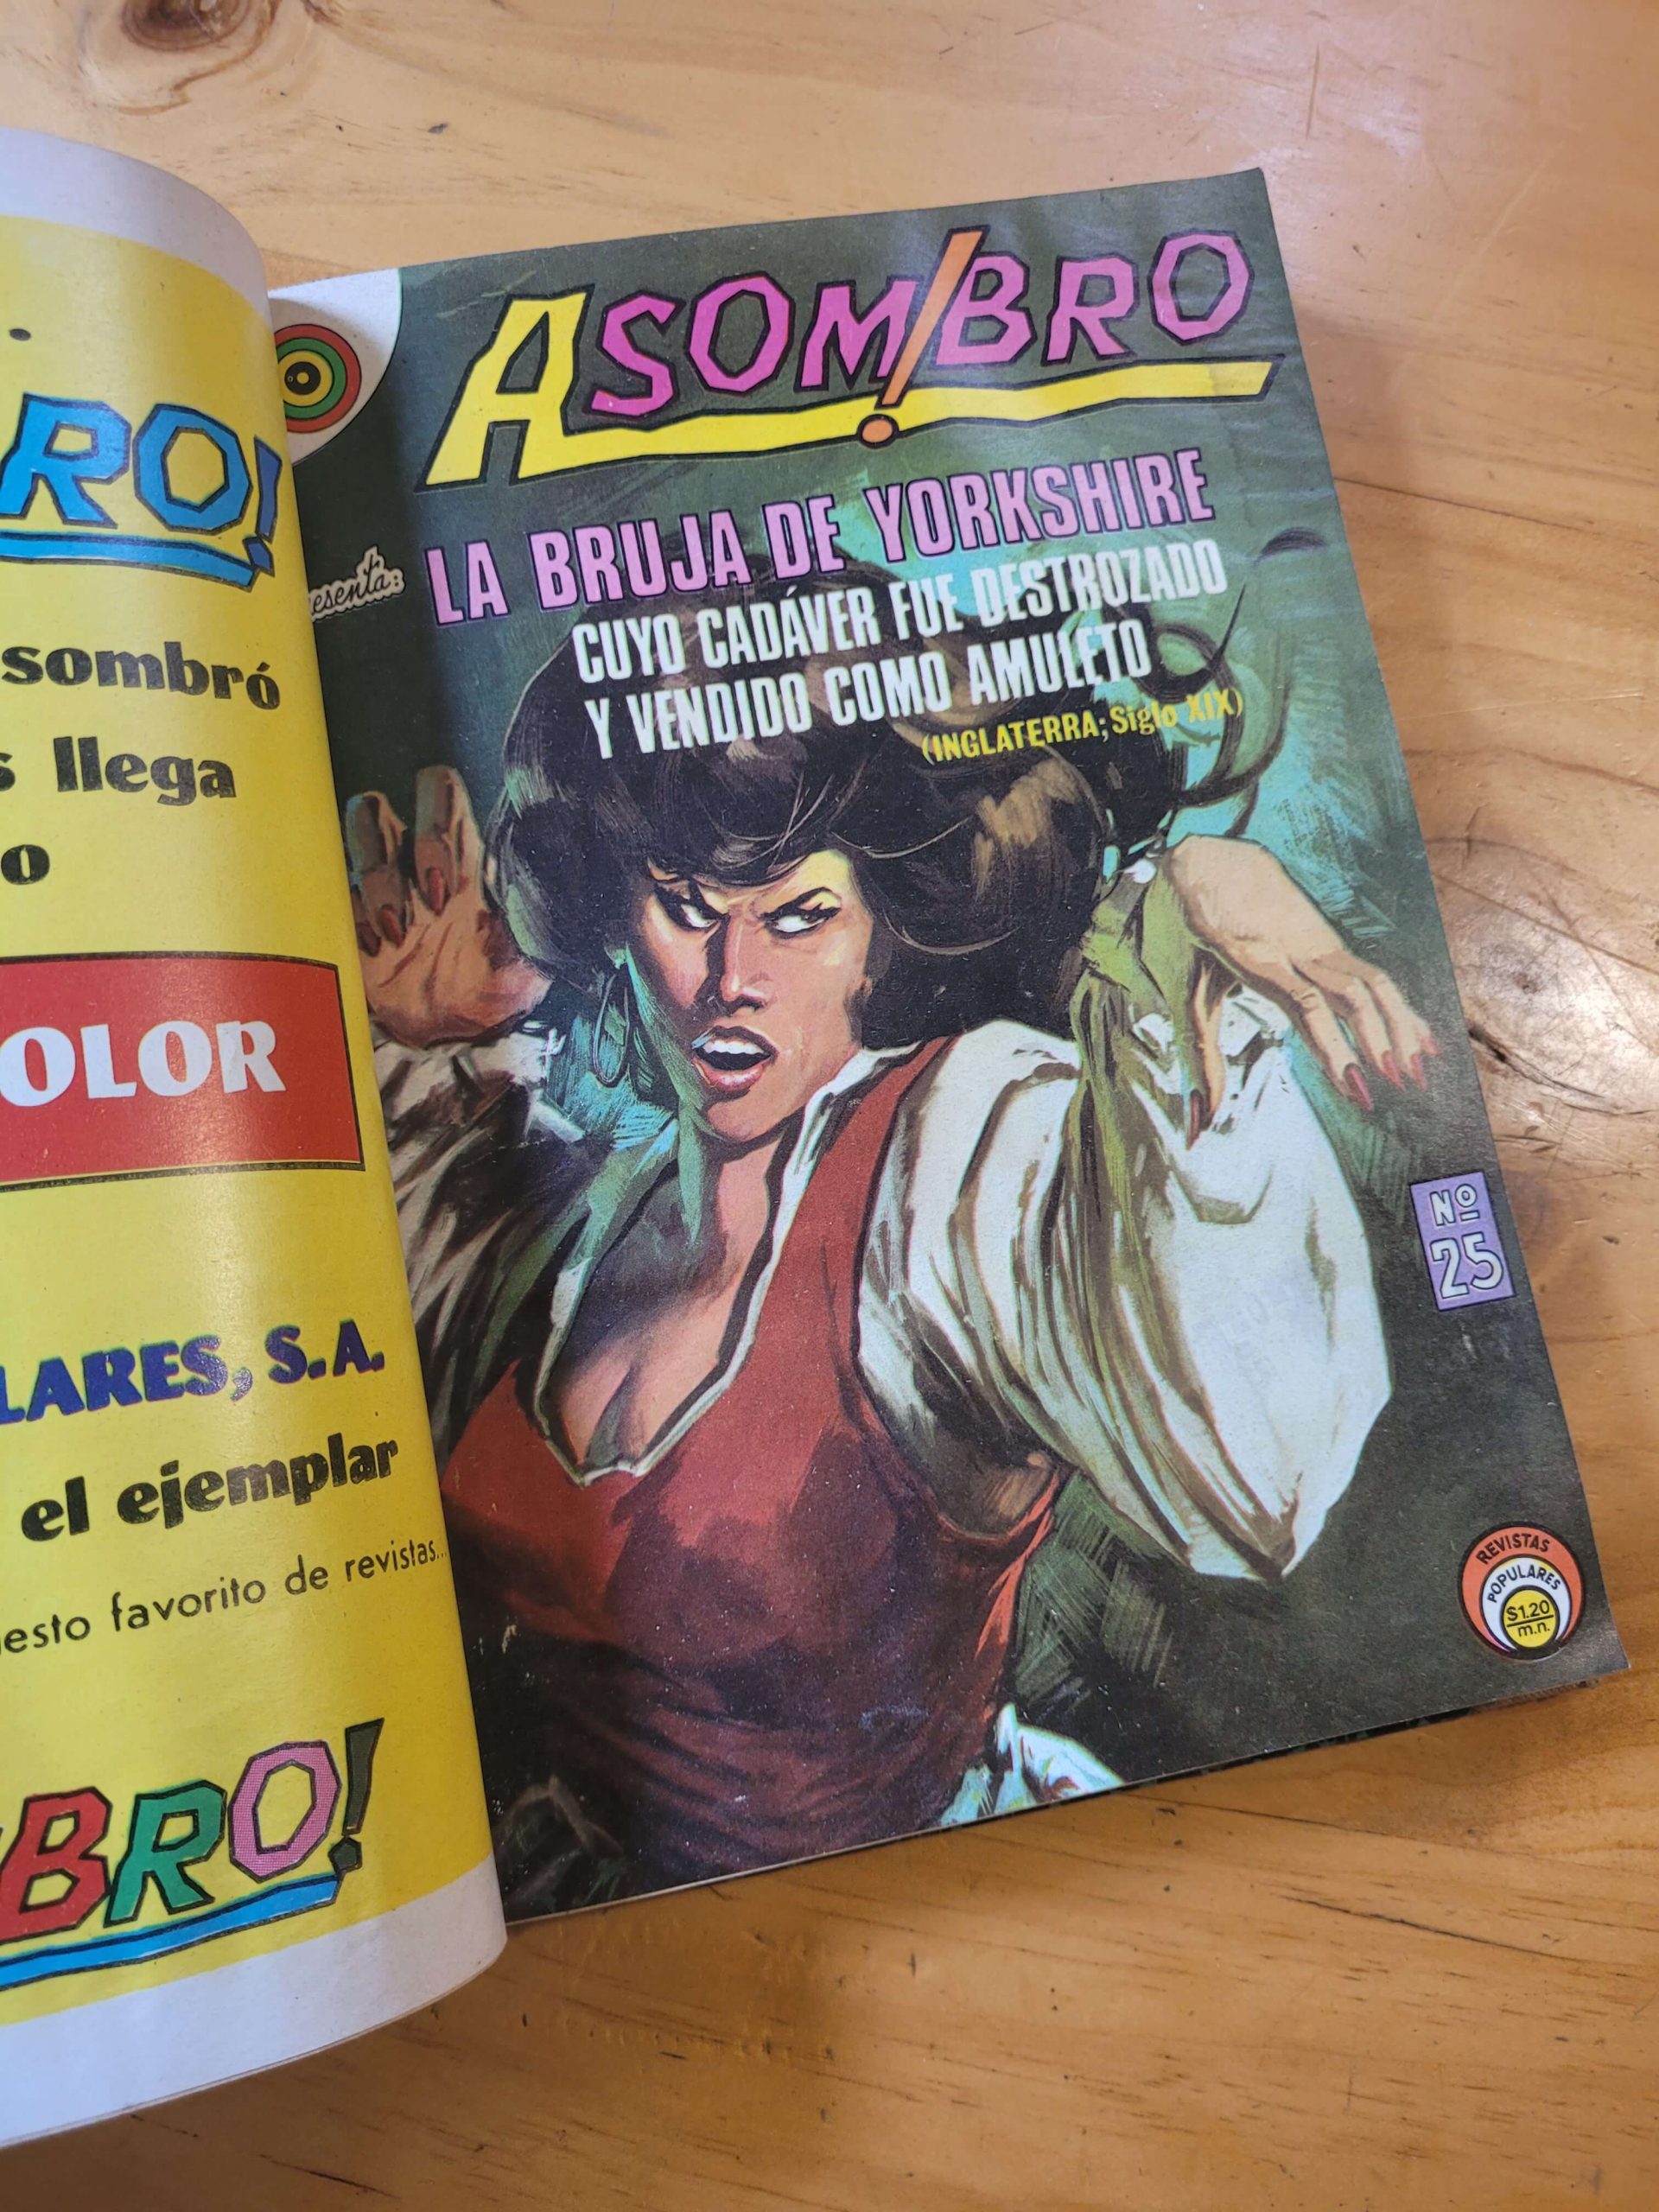 RO!
sombró
s llega
o
OLOR
LARES, S.A.
el ejemplar
esto favorito de revistas...
BRO!
ASOMBRO!
esenta:
LA BRUJA DE YORKSHIRE
CUYO CADÁVER FUE DESTROZADO
Y VENDIDO COMO AMULETO
(INGLATERRA; Siglo XIX)
Nº
25
REVISTAS
POPULARES
$1.20
m.n.